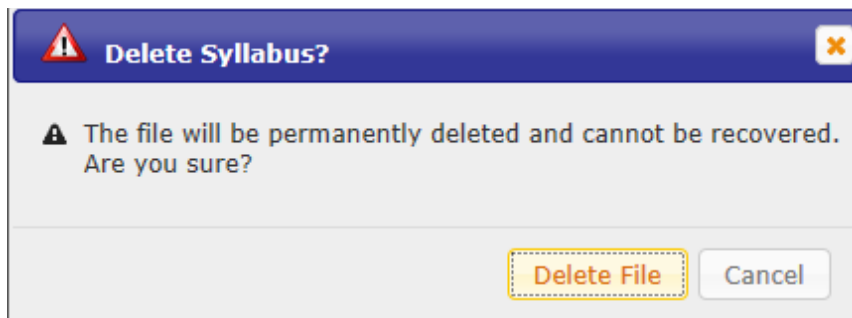 Delete Syllabus?
The file will be permanently deleted and cannot be recovered.
Are you sure?
Delete File Cancel